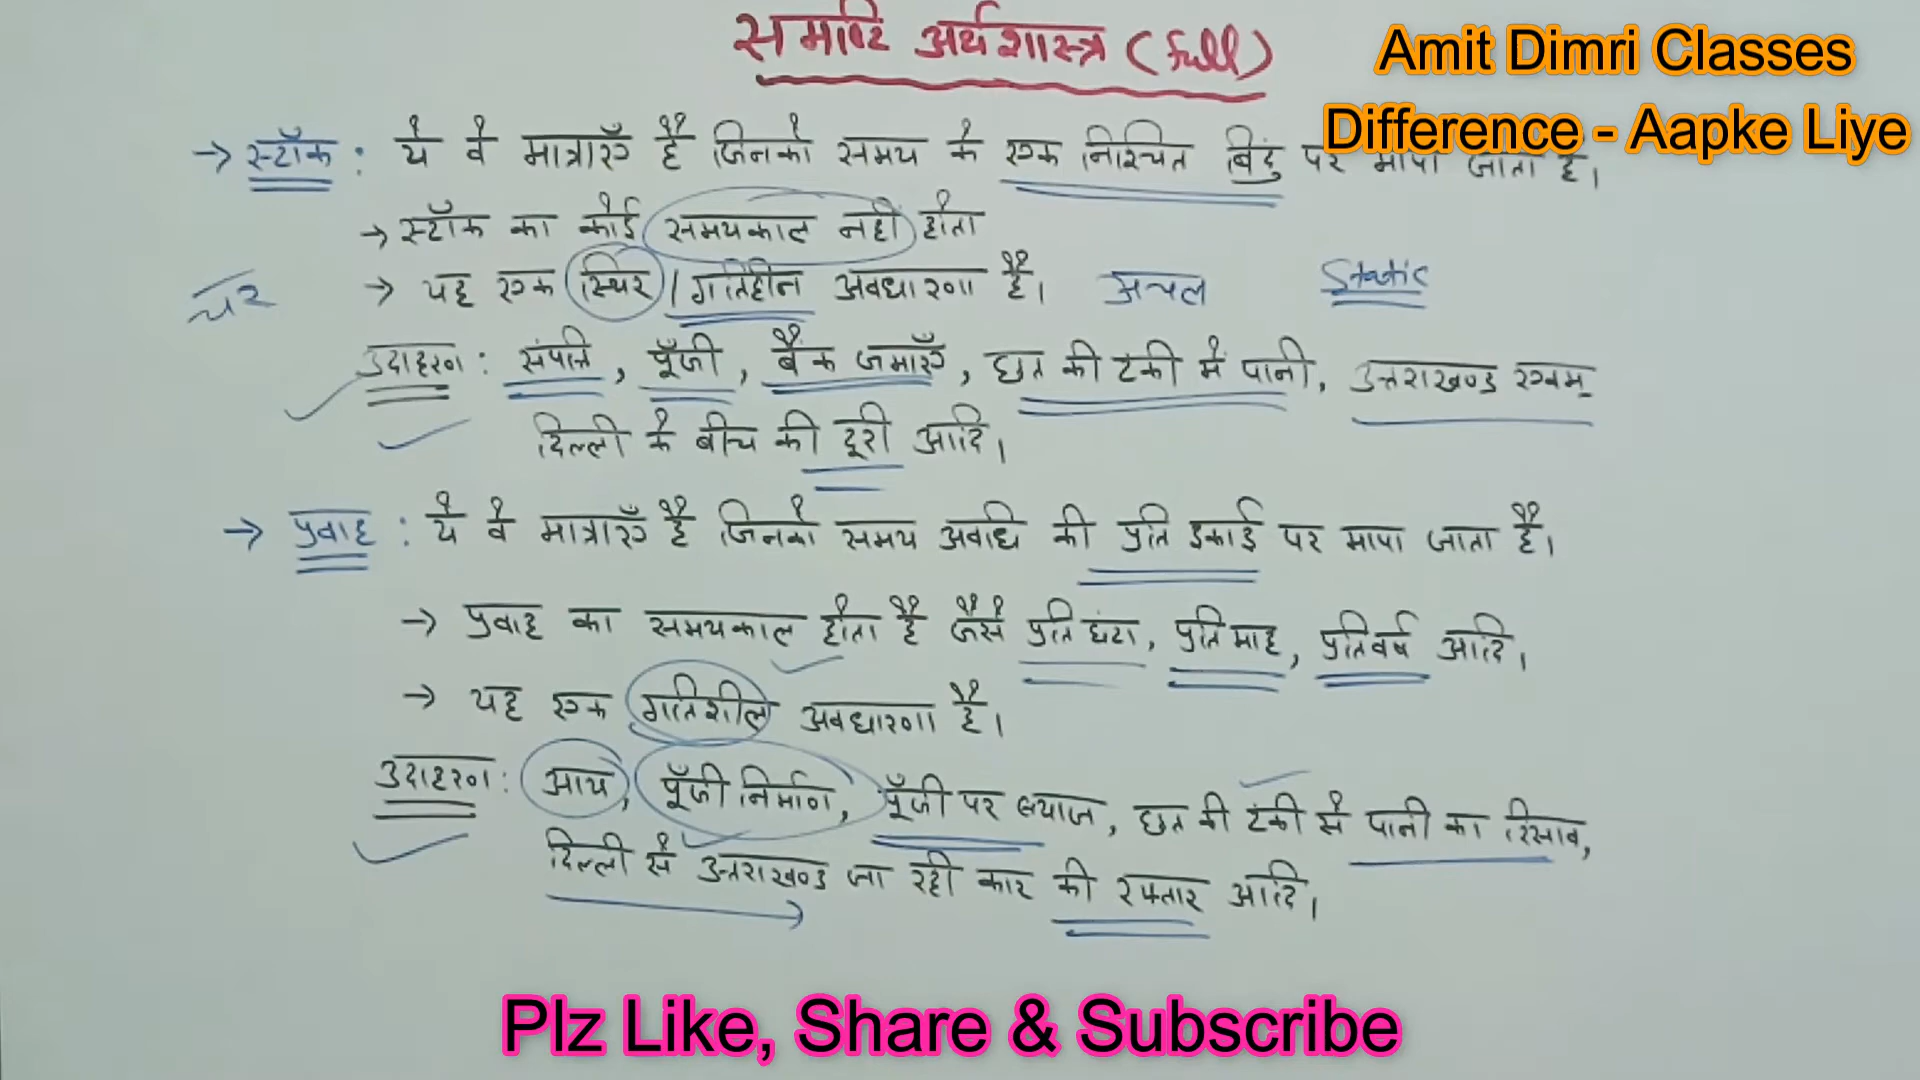 समष्टि अर्थशास्त्र (full)
Amit Dimri Classes
Difference - Aapke Liye
→ स्टॉक : ये वे मात्राएँ हैं जिनको समय के एक निश्चित बिंदु पर मापा जाता है।
→ स्टॉक का कोई समयकाल नहीं होता
चर → यह एक स्थिर / गतिहीन अवधारणा है। अचल Static
उदाहरण : संपत्ति, पूँजी, बैंक जमाएँ, छत की टंकी में पानी, उत्तराखण्ड एवम्
दिल्ली के बीच की दूरी आदि।
→ प्रवाह : ये वे मात्राएँ हैं जिनको समय अवधि की प्रति इकाई पर मापा जाता है।
→ प्रवाह का समयकाल होता है जैसे प्रति घंटा, प्रति माह, प्रतिवर्ष आदि।
→ यह एक गतिशील अवधारणा है।
उदाहरण : आय, पूँजी निर्माण, पूँजी पर ब्याज, छत की टंकी से पानी का रिसाव,
दिल्ली से उत्तराखण्ड जा रही कार की रफ्तार आदि।
Plz Like, Share & Subscribe